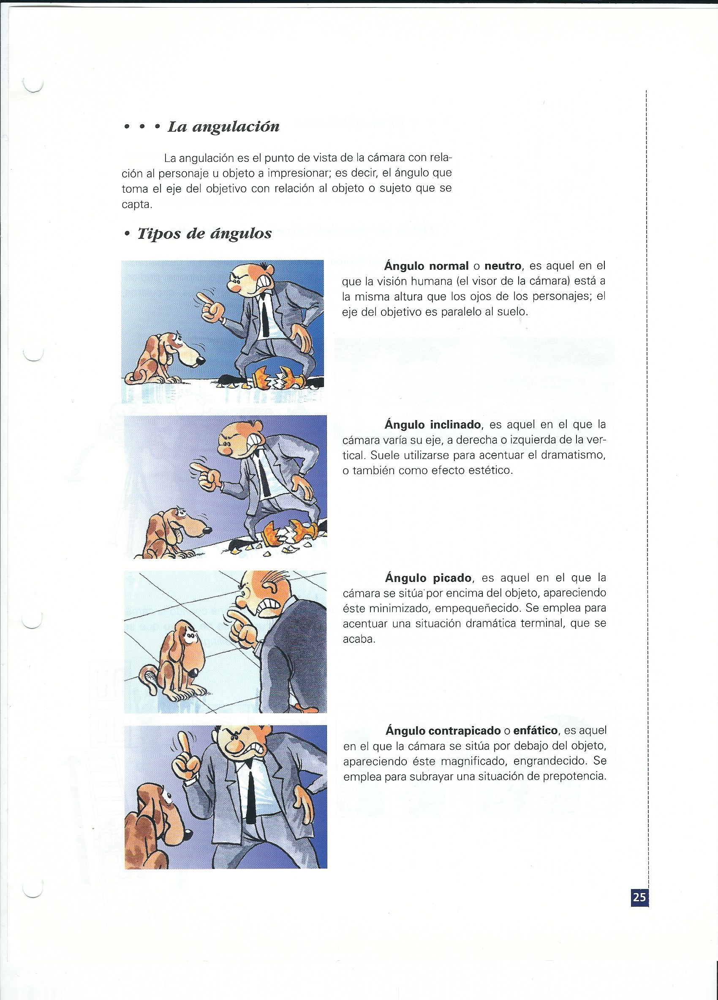 • • • La angulación
La angulación es el punto de vista de la cámara con rela-
ción al personaje u objeto a impresionar; es decir, el ángulo que
toma el eje del objetivo con relación al objeto o sujeto que se
capta.
• Tipos de ángulos
Ángulo normal o neutro, es aquel en el
que la visión humana (el visor de la cámara) está a
la misma altura que los ojos de los personajes; el
eje del objetivo es paralelo al suelo.
Ángulo inclinado, es aquel en el que la
cámara varía su eje, a derecha o izquierda de la ver-
tical. Suele utilizarse para acentuar el dramatismo,
o también como efecto estético.
Ángulo picado, es aquel en el que la
cámara se sitúa por encima del objeto, apareciendo
éste minimizado, empequeñecido. Se emplea para
acentuar una situación dramática terminal, que se
acaba.
Ángulo contrapicado o enfático, es aquel
en el que la cámara se sitúa por debajo del objeto,
apareciendo éste magnificado, engrandecido. Se
emplea para subrayar una situación de prepotencia.
25